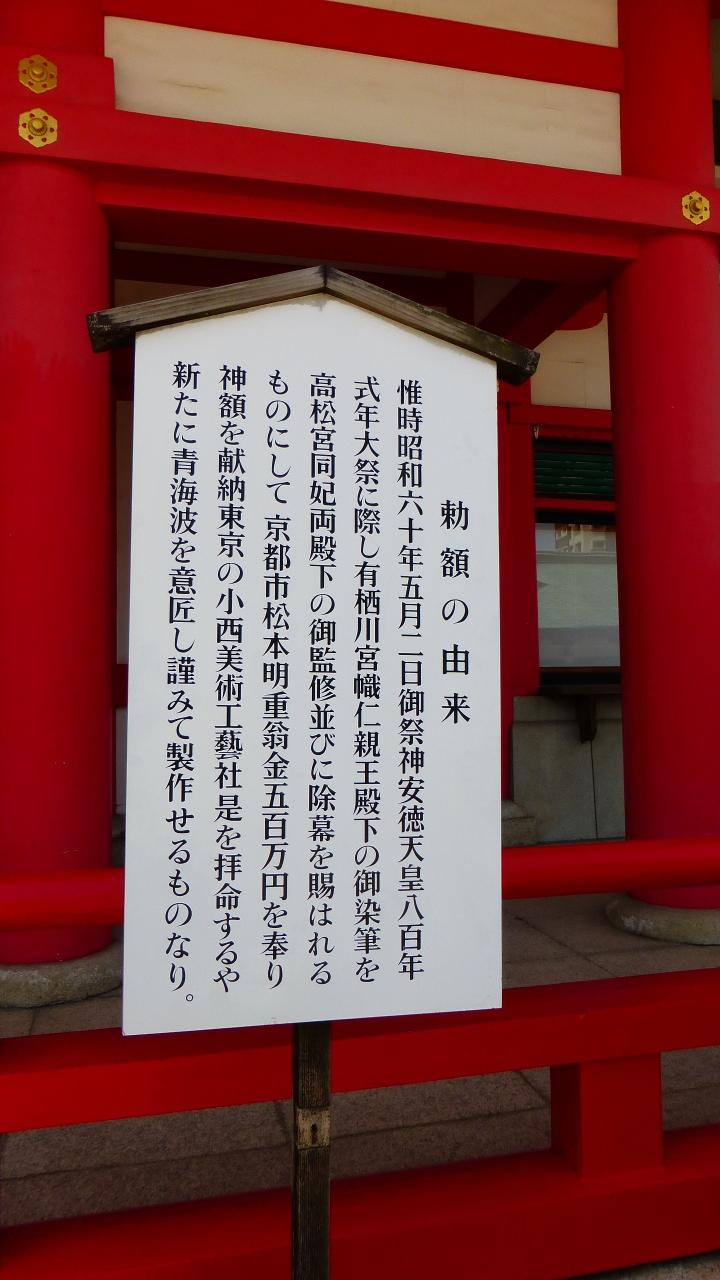 勅額の由来
惟時昭和六十年五月二日御祭神安徳天皇八百年
式年大祭に際し有栖川宮幟仁親王殿下の御染筆を
高松宮同妃両殿下の御監修並びに除幕を賜はれる
ものにして京都市松本明重翁金五百万円を奉り
神額を献納東京の小西美術工藝社是を拝命するや
新たに青海波を意匠し謹みて製作せるものなり。